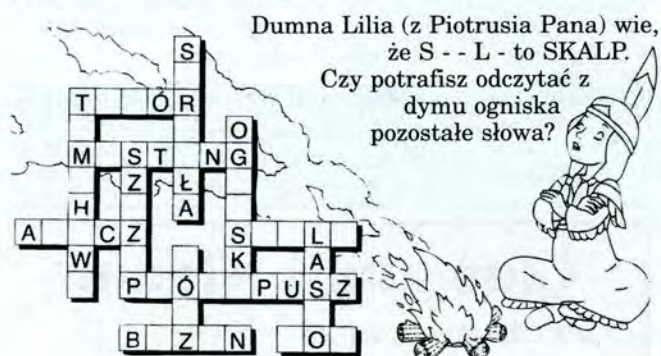 Dumna Lilia (z Piotrusia Pana) wie,
że S - - L - to SKALP.
Czy potrafisz odczytać z
dymu ogniska
pozostałe słowa?
S
T Ó R
O
M S T N G
Z Ł
H A
A C Z S L
W K A
P Ó P U S Z
B Z N O